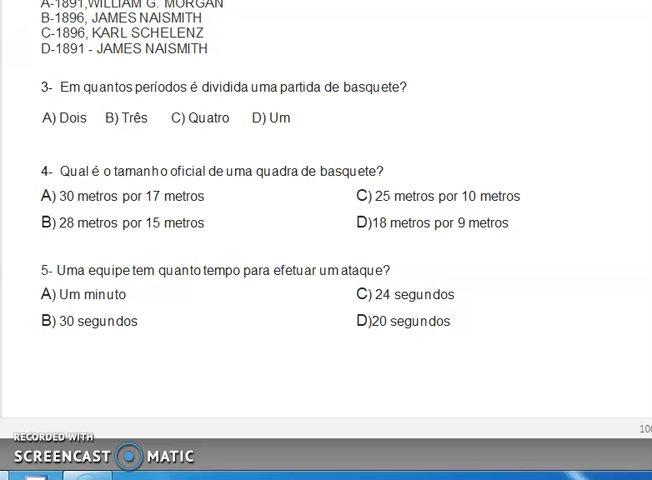 A-1891,WILLIAM G. MORGAN
B-1896, JAMES NAISMITH
C-1896, KARL SCHELENZ
D-1891 - JAMES NAISMITH
3- Em quantos períodos é dividida uma partida de basquete?
A) Dois B) Três C) Quatro D) Um
4- Qual é o tamanho oficial de uma quadra de basquete?
A) 30 metros por 17 metros C) 25 metros por 10 metros
B) 28 metros por 15 metros D)18 metros por 9 metros
5- Uma equipe tem quanto tempo para efetuar um ataque?
A) Um minuto C) 24 segundos
B) 30 segundos D)20 segundos
RECORDED WITH
SCREENCAST MATIC